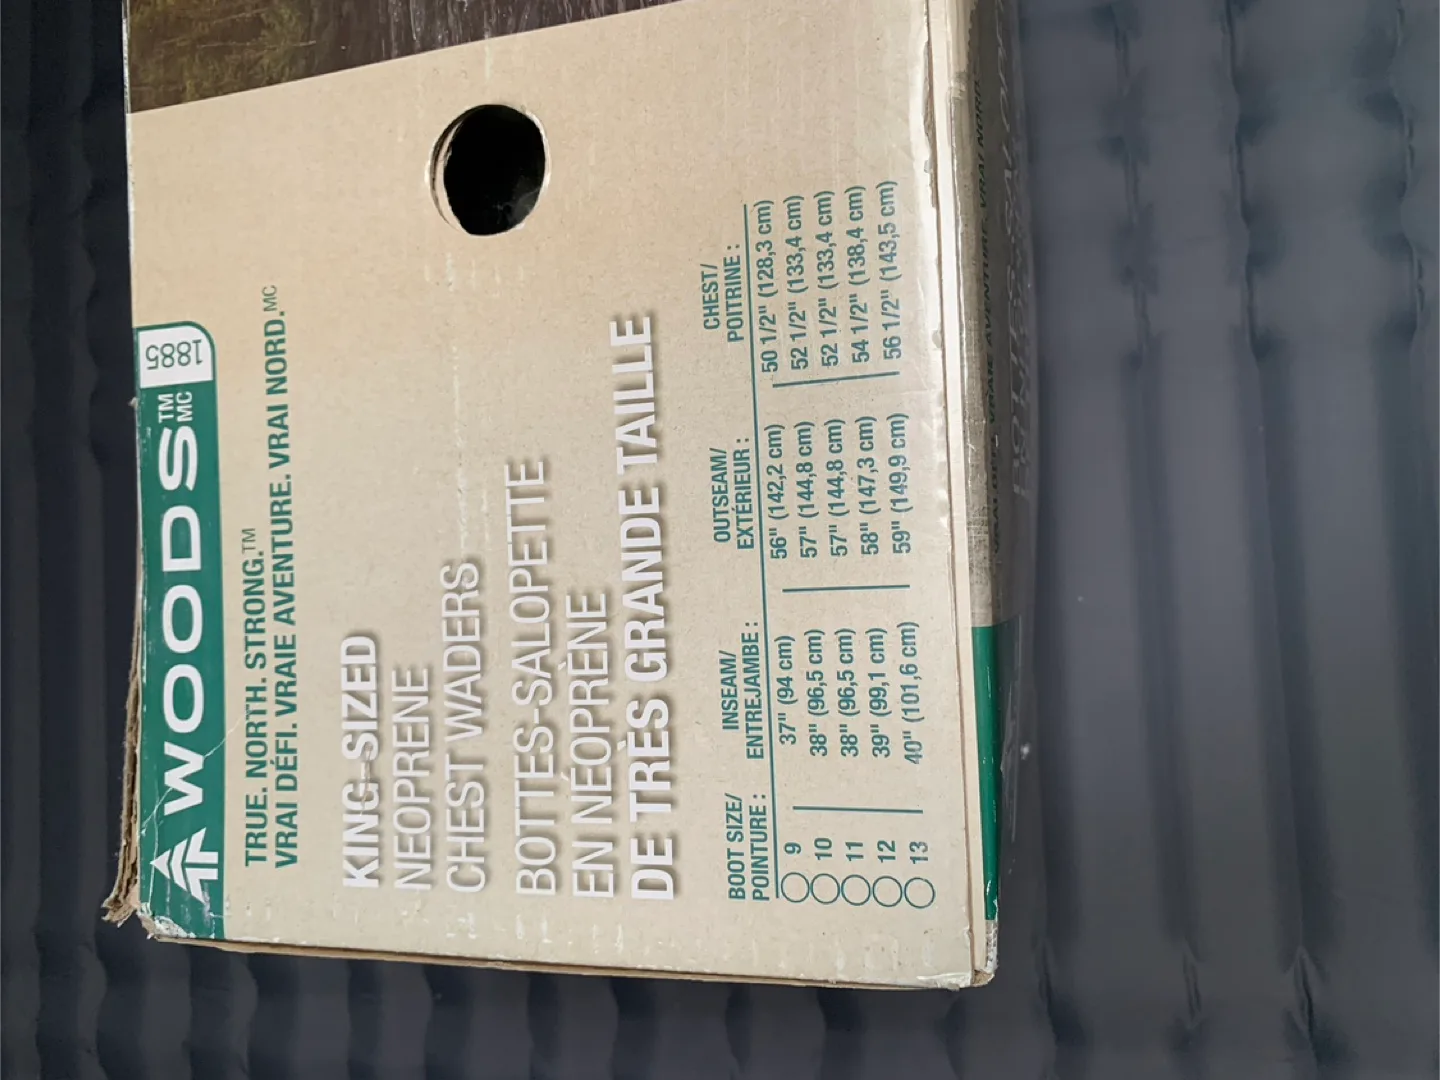 WOODS™ MC 1885
TRUE. NORTH. STRONG.™
VRAI DÉFI. VRAIE AVENTURE. VRAI NORD.MC
KING-SIZED
NEOPRENE
CHEST WADERS
BOTTES-SALOPETTE
EN NÉOPRÈNE
DE TRÈS GRANDE TAILLE
BOOT SIZE/ INSEAM/ OUTSEAM/ CHEST/
POINTURE : ENTREJAMBE : EXTÉRIEUR : POITRINE :
9 37" (94 cm) 56" (142,2 cm) 50 1/2" (128,3 cm)
10 38" (96,5 cm) 57" (144,8 cm) 52 1/2" (133,4 cm)
11 38" (96,5 cm) 57" (144,8 cm) 52 1/2" (133,4 cm)
12 39" (99,1 cm) 58" (147,3 cm) 54 1/2" (138,4 cm)
13 40" (101,6 cm) 59" (149,9 cm) 56 1/2" (143,5 cm)